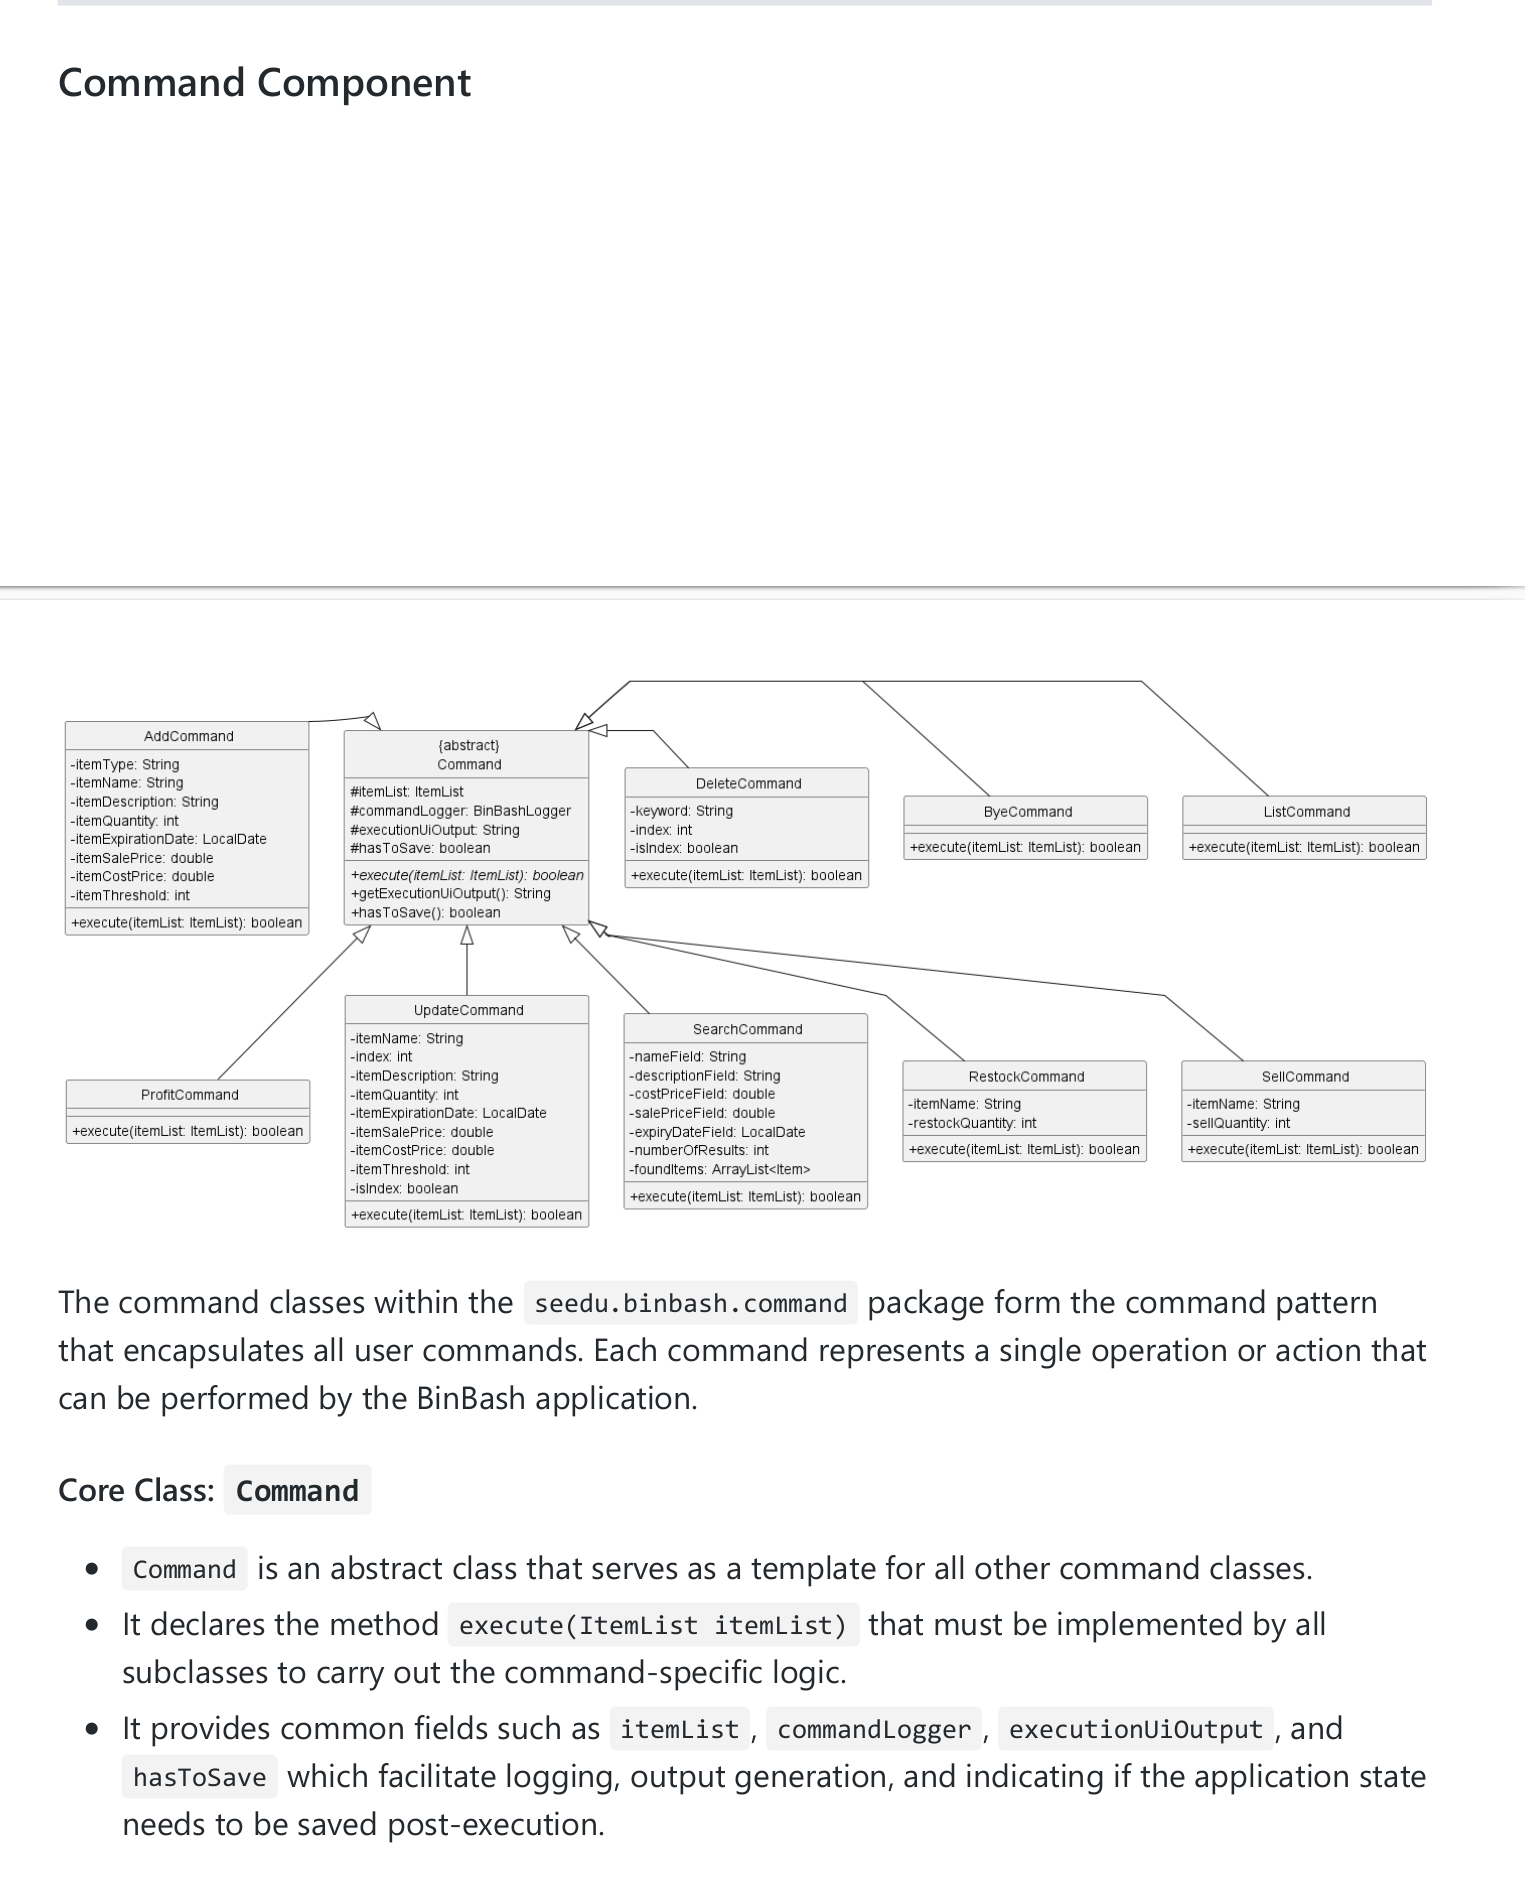 Command Component
AddCommand
-itemType: String
-itemName: String
-itemDescription: String
-itemQuantity: int
-itemExpirationDate: LocalDate
-itemSalePrice: double
-itemCostPrice: double
-itemThreshold: int
+execute(itemList: ItemList): boolean
{abstract}
Command
#itemList: ItemList
#commandLogger: BinBashLogger
#executionUiOutput: String
#hasToSave: boolean
+execute(itemList: ItemList): boolean
+getExecutionUiOutput(): String
+hasToSave(): boolean
DeleteCommand
-keyword: String
-index: int
-isIndex: boolean
+execute(itemList: ItemList): boolean
ByeCommand
+execute(itemList: ItemList): boolean
ListCommand
+execute(itemList: ItemList): boolean
ProfitCommand
+execute(itemList: ItemList): boolean
UpdateCommand
-itemName: String
-index: int
-itemDescription: String
-itemQuantity: int
-itemExpirationDate: LocalDate
-itemSalePrice: double
-itemCostPrice: double
-itemThreshold: int
-isIndex: boolean
+execute(itemList: ItemList): boolean
SearchCommand
-nameField: String
-descriptionField: String
-costPriceField: double
-salePriceField: double
-expiryDateField: LocalDate
-numberOfResults: int
-foundItems: ArrayList<Item>
+execute(itemList: ItemList): boolean
RestockCommand
-itemName: String
-restockQuantity: int
+execute(itemList: ItemList): boolean
SellCommand
-itemName: String
-sellQuantity: int
+execute(itemList: ItemList): boolean
The command classes within the seedu.binbash.command package form the command pattern
that encapsulates all user commands. Each command represents a single operation or action that
can be performed by the BinBash application.
Core Class: Command
• Command is an abstract class that serves as a template for all other command classes.
• It declares the method execute(ItemList itemList) that must be implemented by all
subclasses to carry out the command-specific logic.
• It provides common fields such as itemList, commandLogger, executionUiOutput, and
hasToSave which facilitate logging, output generation, and indicating if the application state
needs to be saved post-execution.